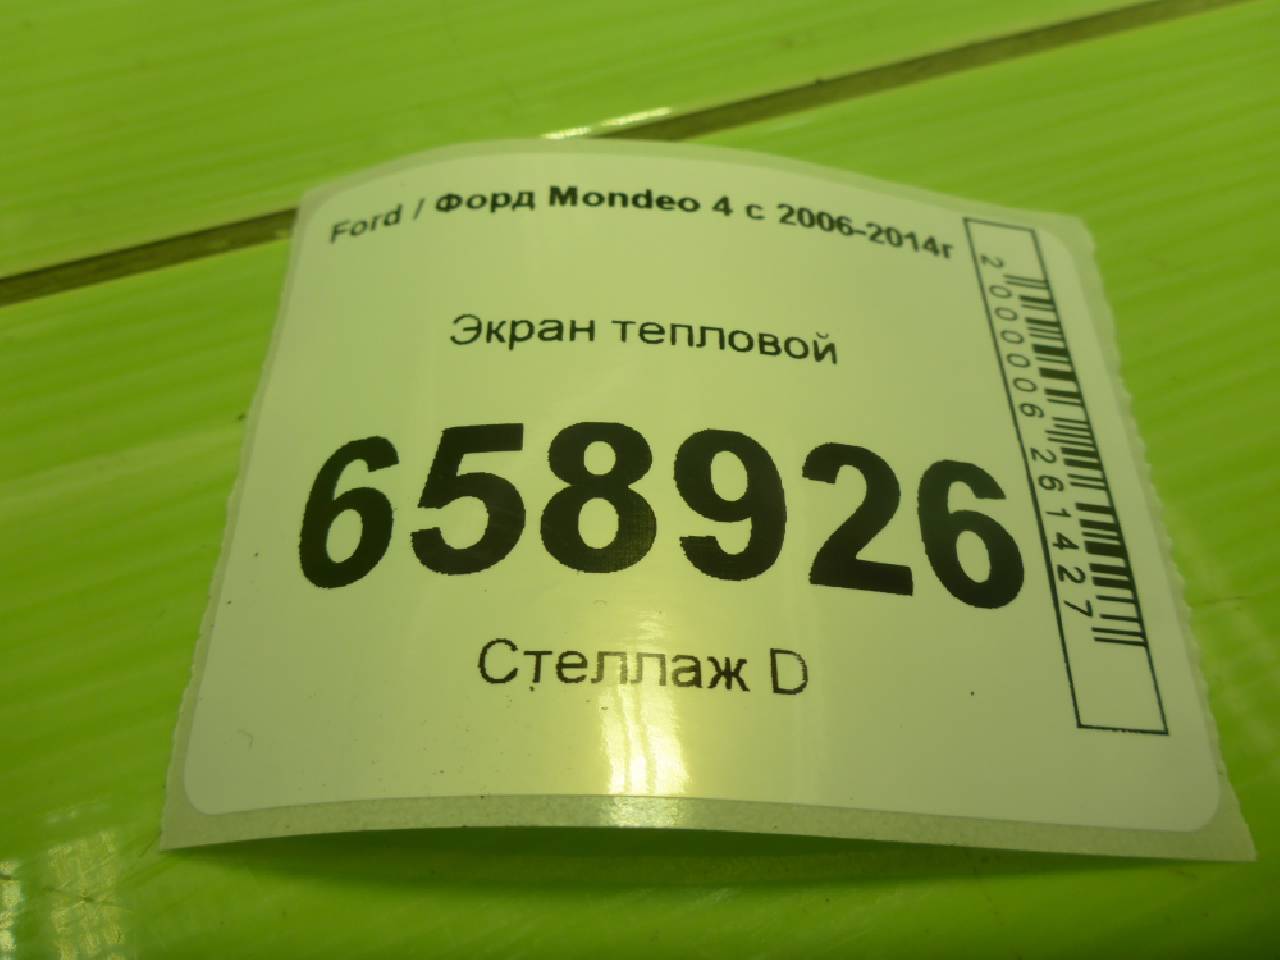 Ford / Форд Mondeo 4 с 2006-2014г
Экран тепловой
658926
Стеллаж D
2000006261427